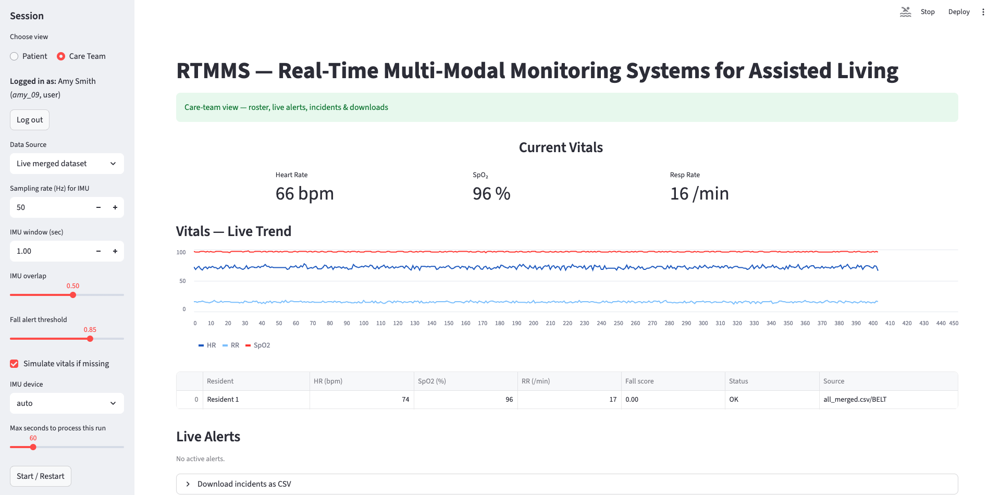 Session
Choose view
Patient
Care Team
Logged in as: Amy Smith
(amy_09, user)
Log out
Data Source
Live merged dataset
Sampling rate (Hz) for IMU
50
IMU window (sec)
1.00
IMU overlap
0.50
Fall alert threshold
0.85
Simulate vitals if missing
IMU device
auto
Max seconds to process this run
60
Start / Restart
Stop
Deploy
RTMMS — Real-Time Multi-Modal Monitoring Systems for Assisted Living
Care-team view — roster, live alerts, incidents & downloads
Current Vitals
Heart Rate
66 bpm
SpO₂
96 %
Resp Rate
16 /min
Vitals — Live Trend
100
50
0
0 10 20 30 40 50 60 70 80 90 100 110 120 130 140 150 160 170 180 190 200 210 220 230 240 250 260 270 280 290 300 310 320 330 340 350 360 370 380 390 400 410 420 430 440 450
HR RR SpO2
Resident HR (bpm) SpO2 (%) RR (/min) Fall score Status Source
0 Resident 1 74 96 17 0.00 OK all_merged.csv/BELT
Live Alerts
No active alerts.
Download incidents as CSV